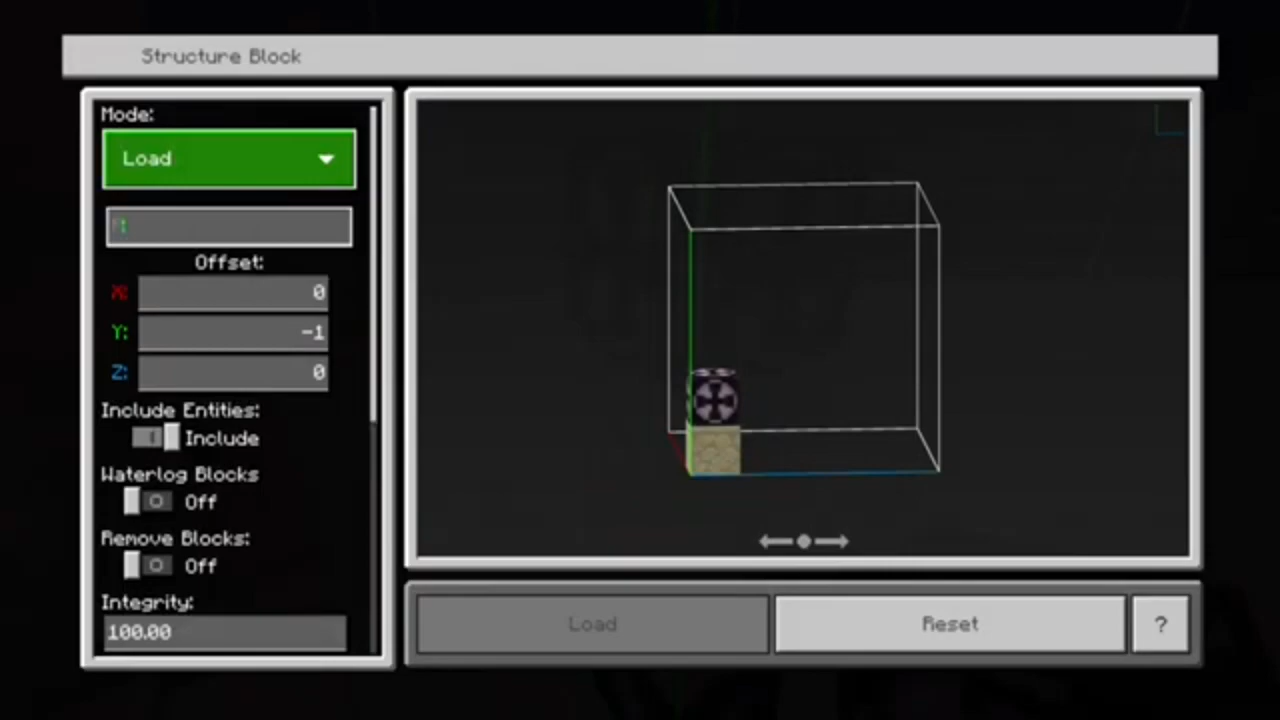 Structure Block
Mode:
Load
Offset:
X: 0
Y: -1
Z: 0
Include Entities:
Include
Waterlog Blocks
Off
Remove Blocks:
Off
Integrity:
100.00
Load
Reset
?